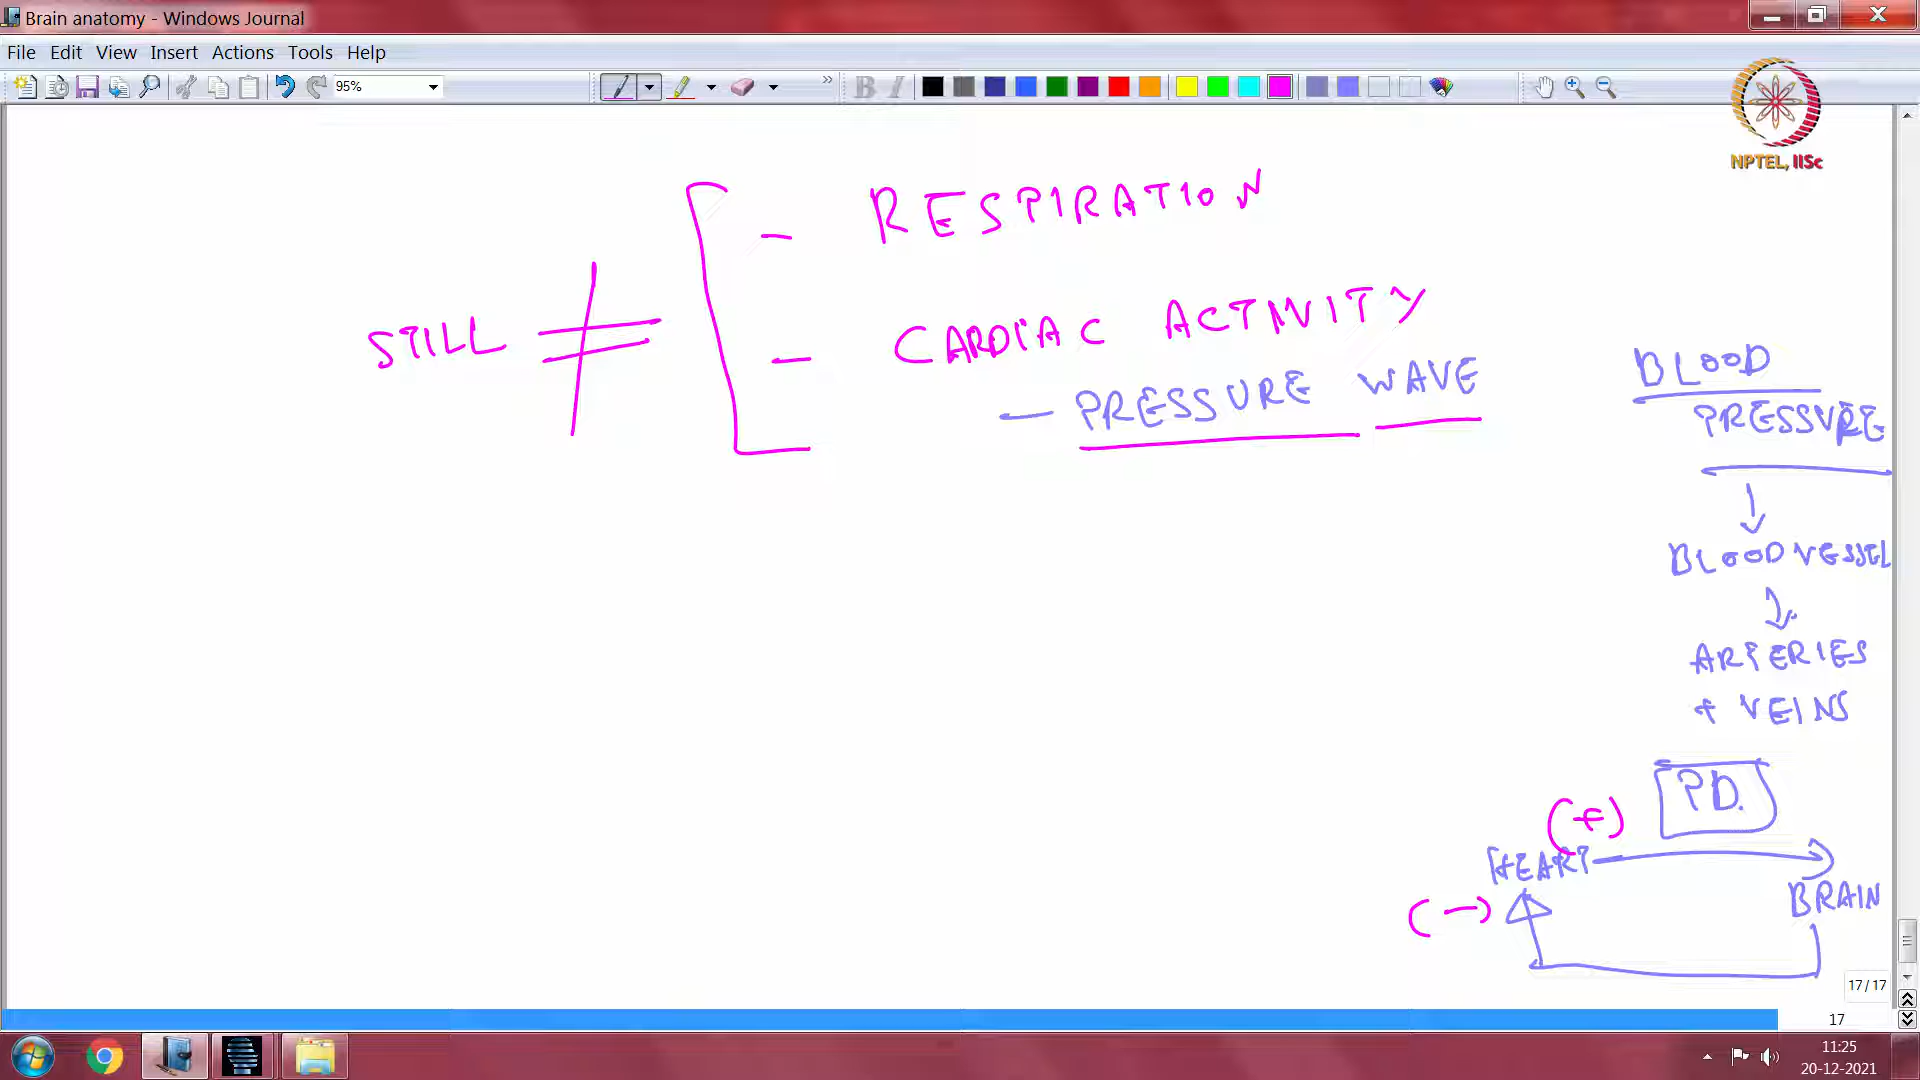 Brain anatomy - Windows Journal
File Edit View Insert Actions Tools Help
95%
NPTEL, IISc
- RESPIRATION
STILL ≠
- CARDIAC ACTIVITY
- PRESSURE WAVE
BLOOD
PRESSURE
↓
BLOOD VESSEL
↓
ARTERIES
+ VEINS
P.D.
(+)
HEART →
(-)
BRAIN
17 / 17
17
11:25
20-12-2021